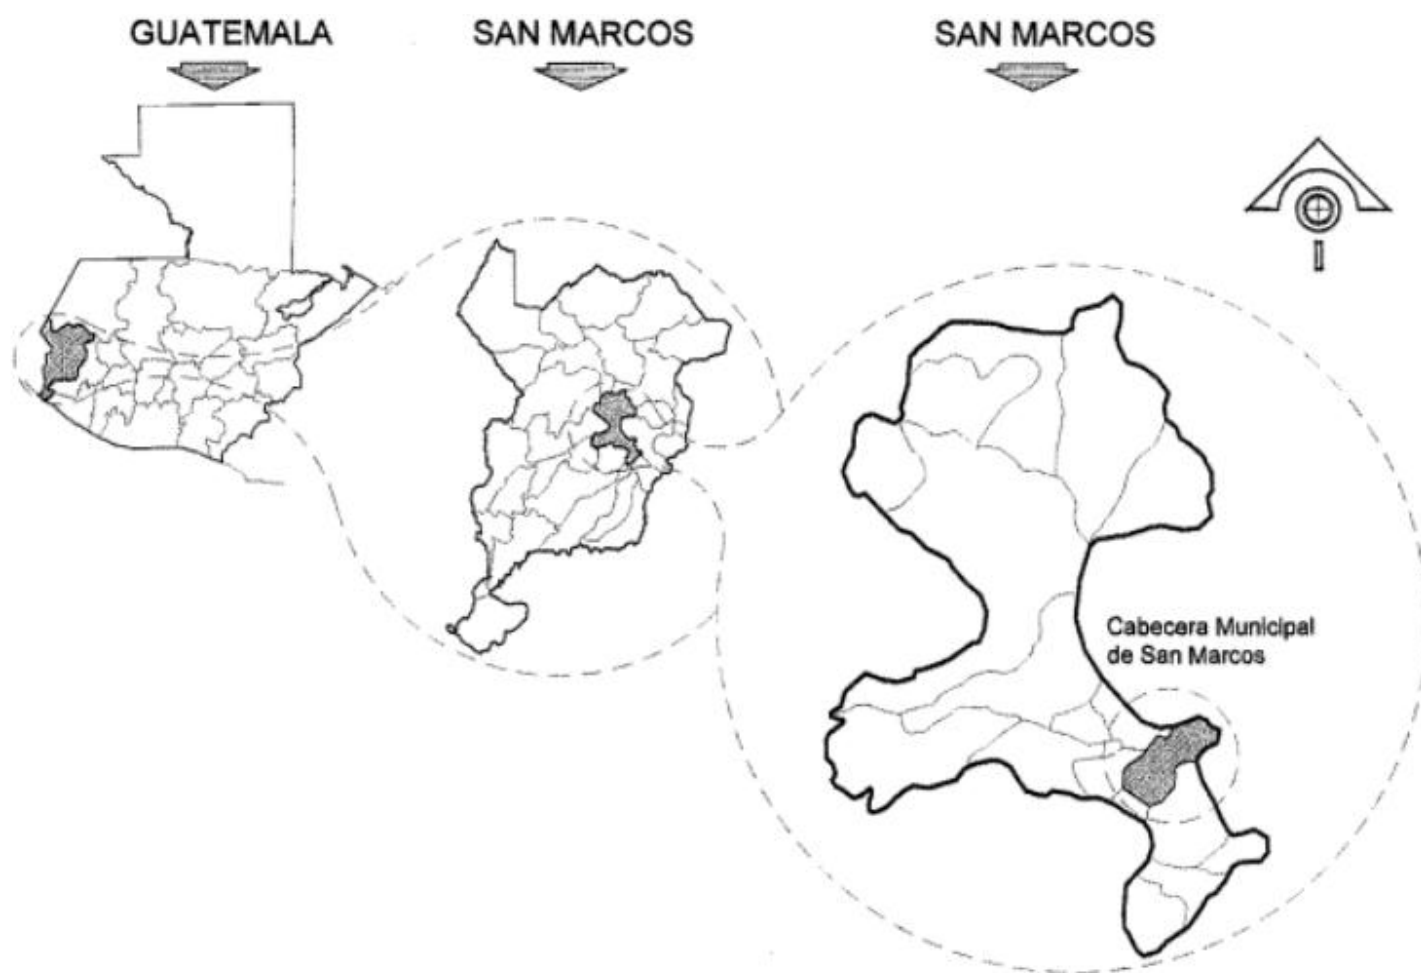 GUATEMALA
SAN MARCOS
SAN MARCOS
Cabecera Municipal
de San Marcos